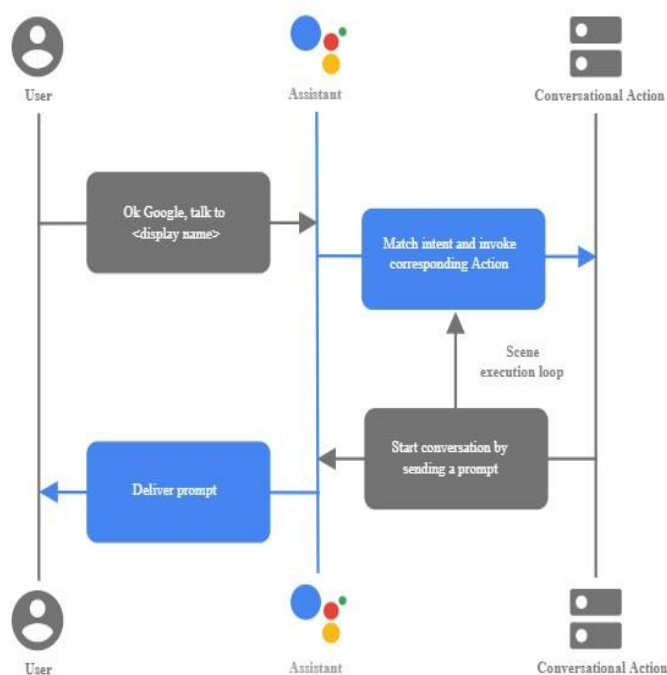 User
Assistant
Conversational Action
Ok Google, talk to
<display name>
Match intent and invoke
corresponding Action
Scene
execution loop
Start conversation by
sending a prompt
Deliver prompt
User
Assistant
Conversational Action